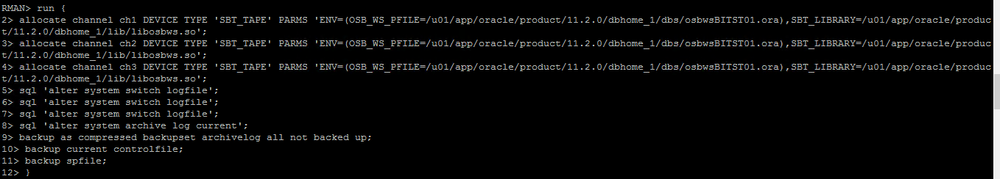 RMAN> run {
2> allocate channel ch1 DEVICE TYPE 'SBT_TAPE' PARMS 'ENV=(OSB_WS_PFILE=/u01/app/oracle/product/11.2.0/dbhome_1/dbs/osbwsBITST01.ora),SBT_LIBRARY=/u01/app/oracle/produc
t/11.2.0/dbhome_1/lib/libosbws.so';
3> allocate channel ch2 DEVICE TYPE 'SBT_TAPE' PARMS 'ENV=(OSB_WS_PFILE=/u01/app/oracle/product/11.2.0/dbhome_1/dbs/osbwsBITST01.ora),SBT_LIBRARY=/u01/app/oracle/produc
t/11.2.0/dbhome_1/lib/libosbws.so';
4> allocate channel ch3 DEVICE TYPE 'SBT_TAPE' PARMS 'ENV=(OSB_WS_PFILE=/u01/app/oracle/product/11.2.0/dbhome_1/dbs/osbwsBITST01.ora),SBT_LIBRARY=/u01/app/oracle/produc
t/11.2.0/dbhome_1/lib/libosbws.so';
5> sql 'alter system switch logfile';
6> sql 'alter system switch logfile';
7> sql 'alter system switch logfile';
8> sql 'alter system archive log current';
9> backup as compressed backupset archivelog all not backed up;
10> backup current controlfile;
11> backup spfile;
12> }